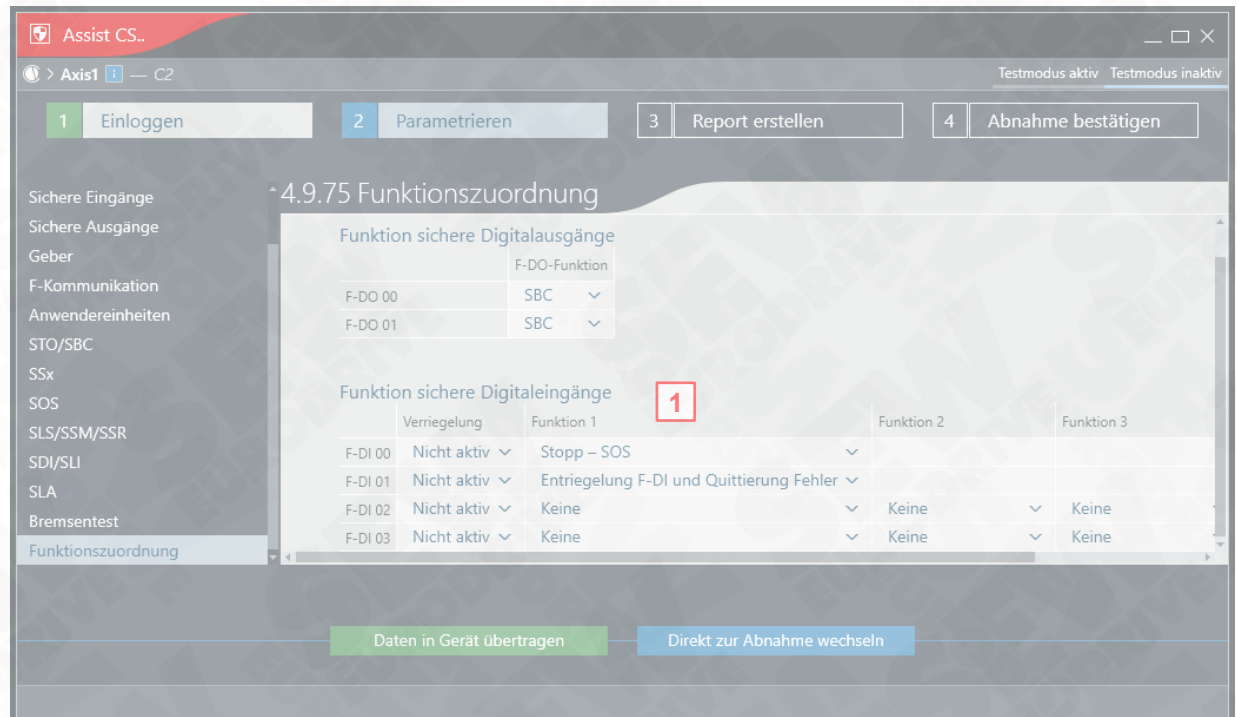 Assist CS..
> Axis1 i — C2
Testmodus aktiv Testmodus inaktiv
1 Einloggen
2 Parametrieren
3 Report erstellen
4 Abnahme bestätigen
Sichere Eingänge
Sichere Ausgänge
Geber
F-Kommunikation
Anwendereinheiten
STO/SBC
SSx
SOS
SLS/SSM/SSR
SDI/SLI
SLA
Bremsentest
Funktionszuordnung
4.9.75 Funktionszuordnung
Funktion sichere Digitalausgänge
F-DO-Funktion
F-DO 00 SBC
F-DO 01 SBC
Funktion sichere Digitaleingänge
1
Verriegelung Funktion 1 Funktion 2 Funktion 3
F-DI 00 Nicht aktiv Stopp – SOS
F-DI 01 Nicht aktiv Entriegelung F-DI und Quittierung Fehler
F-DI 02 Nicht aktiv Keine Keine Keine
F-DI 03 Nicht aktiv Keine Keine Keine
Daten in Gerät übertragen
Direkt zur Abnahme wechseln
SEW
EURODRIVE